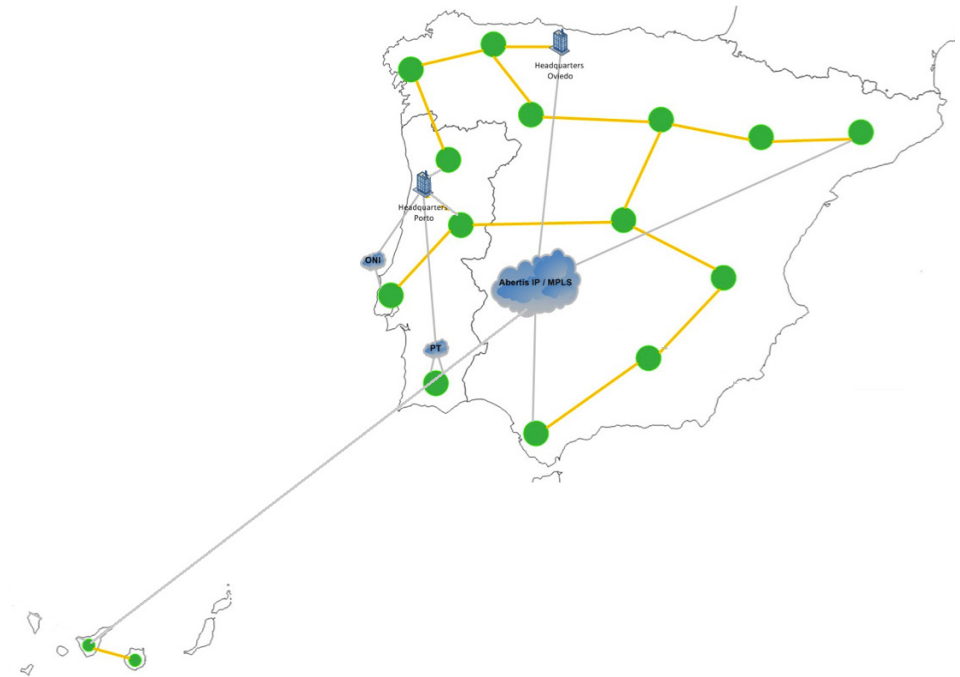 Headquarters
Oviedo
Headquarters
Porto
ONI
Abertis IP / MPLS
PT